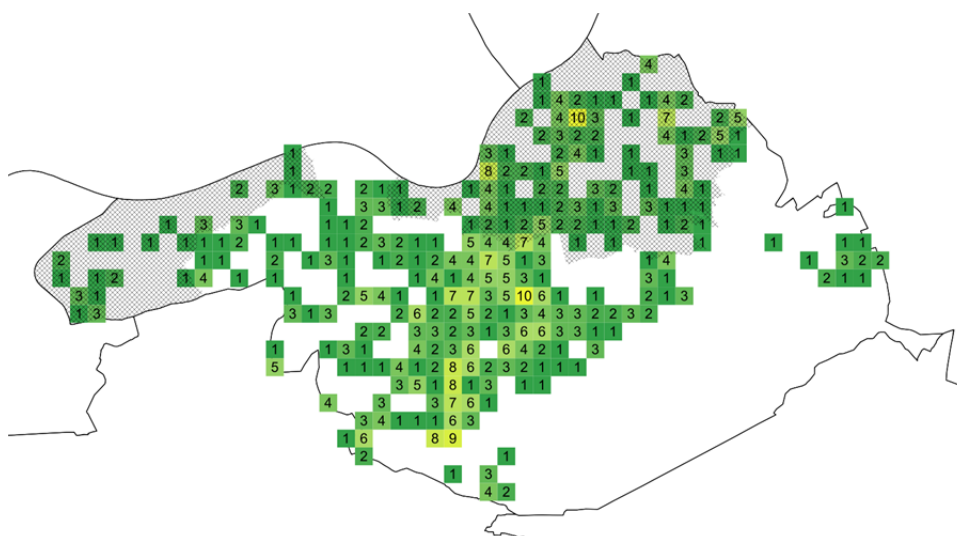 4
1 1
1 4 2 1 1 1 4 2
2 4 10 3 1 7 2 5
2 3 2 2 4 1 2 5 1
1 3 1 2 4 1 1 3 1 1
1 8 2 2 1 5 1 1 3
2 3 1 2 2 2 1 1 1 4 1 2 2 3 2 1 4 1
1 3 3 1 2 4 4 1 1 1 2 3 1 3 3 1 1 1 1
1 3 3 1 1 1 1 1 2 1 2 5 2 2 1 1 2 1 2 1
1 1 1 1 1 1 2 1 1 1 1 2 3 2 1 1 5 4 4 7 4 1 1 1 1 1 1
2 1 1 2 1 3 1 1 2 1 2 4 4 7 5 1 3 1 4 1 3 2 2
1 1 2 1 4 1 1 1 1 4 1 4 5 5 3 1 3 1 2 1 1
3 1 1 2 5 4 1 1 7 7 3 5 10 6 1 1 2 1 3
1 3 3 1 3 2 6 2 2 5 2 1 3 4 3 3 2 2 3 2
2 2 3 3 2 3 1 3 6 6 3 3 1 1
1 1 3 1 4 2 3 6 6 4 2 1 3
5 1 1 1 4 1 2 8 6 2 3 2 1 1 1
3 5 1 8 1 3 1 1
4 3 3 7 6 1
3 4 1 1 1 6 3
1 6 8 9
2 1
1 3
4 2